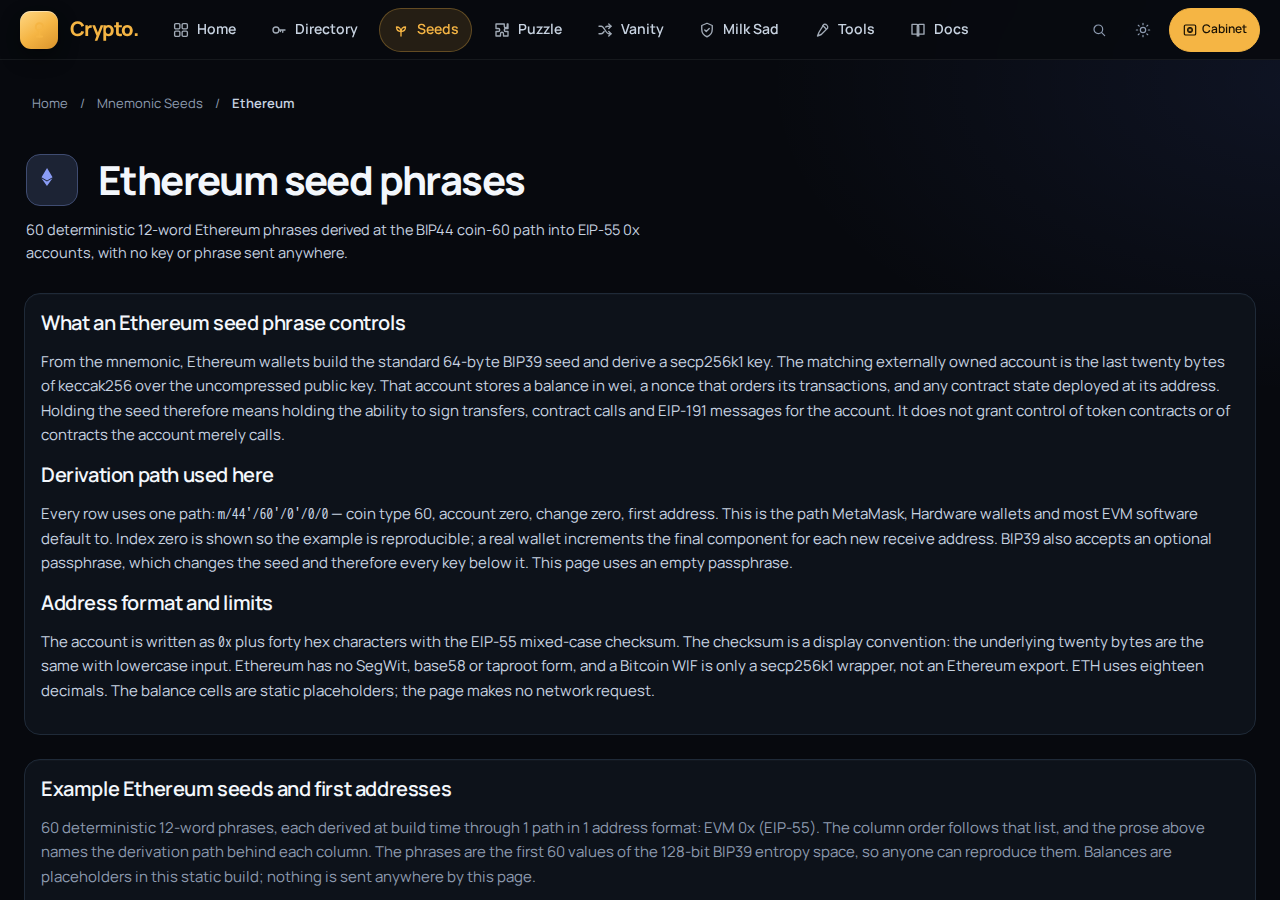 Crypto.
Home
Directory
Seeds
Puzzle
Vanity
Milk Sad
Tools
Docs
Cabinet
Home / Mnemonic Seeds / Ethereum
Ethereum seed phrases
60 deterministic 12-word Ethereum phrases derived at the BIP44 coin-60 path into EIP-55 0x
accounts, with no key or phrase sent anywhere.
What an Ethereum seed phrase controls
From the mnemonic, Ethereum wallets build the standard 64-byte BIP39 seed and derive a secp256k1 key. The matching externally owned account is the last twenty bytes
of keccak256 over the uncompressed public key. That account stores a balance in wei, a nonce that orders its transactions, and any contract state deployed at its address.
Holding the seed therefore means holding the ability to sign transfers, contract calls and EIP-191 messages for the account. It does not grant control of token contracts or of
contracts the account merely calls.
Derivation path used here
Every row uses one path: m/44'/60'/0'/0/0 — coin type 60, account zero, change zero, first address. This is the path MetaMask, Hardware wallets and most EVM software
default to. Index zero is shown so the example is reproducible; a real wallet increments the final component for each new receive address. BIP39 also accepts an optional
passphrase, which changes the seed and therefore every key below it. This page uses an empty passphrase.
Address format and limits
The account is written as 0x plus forty hex characters with the EIP-55 mixed-case checksum. The checksum is a display convention: the underlying twenty bytes are the
same with lowercase input. Ethereum has no SegWit, base58 or taproot form, and a Bitcoin WIF is only a secp256k1 wrapper, not an Ethereum export. ETH uses eighteen
decimals. The balance cells are static placeholders; the page makes no network request.
Example Ethereum seeds and first addresses
60 deterministic 12-word phrases, each derived at build time through 1 path in 1 address format: EVM 0x (EIP-55). The column order follows that list, and the prose above
names the derivation path behind each column. The phrases are the first 60 values of the 128-bit BIP39 entropy space, so anyone can reproduce them. Balances are
placeholders in this static build; nothing is sent anywhere by this page.